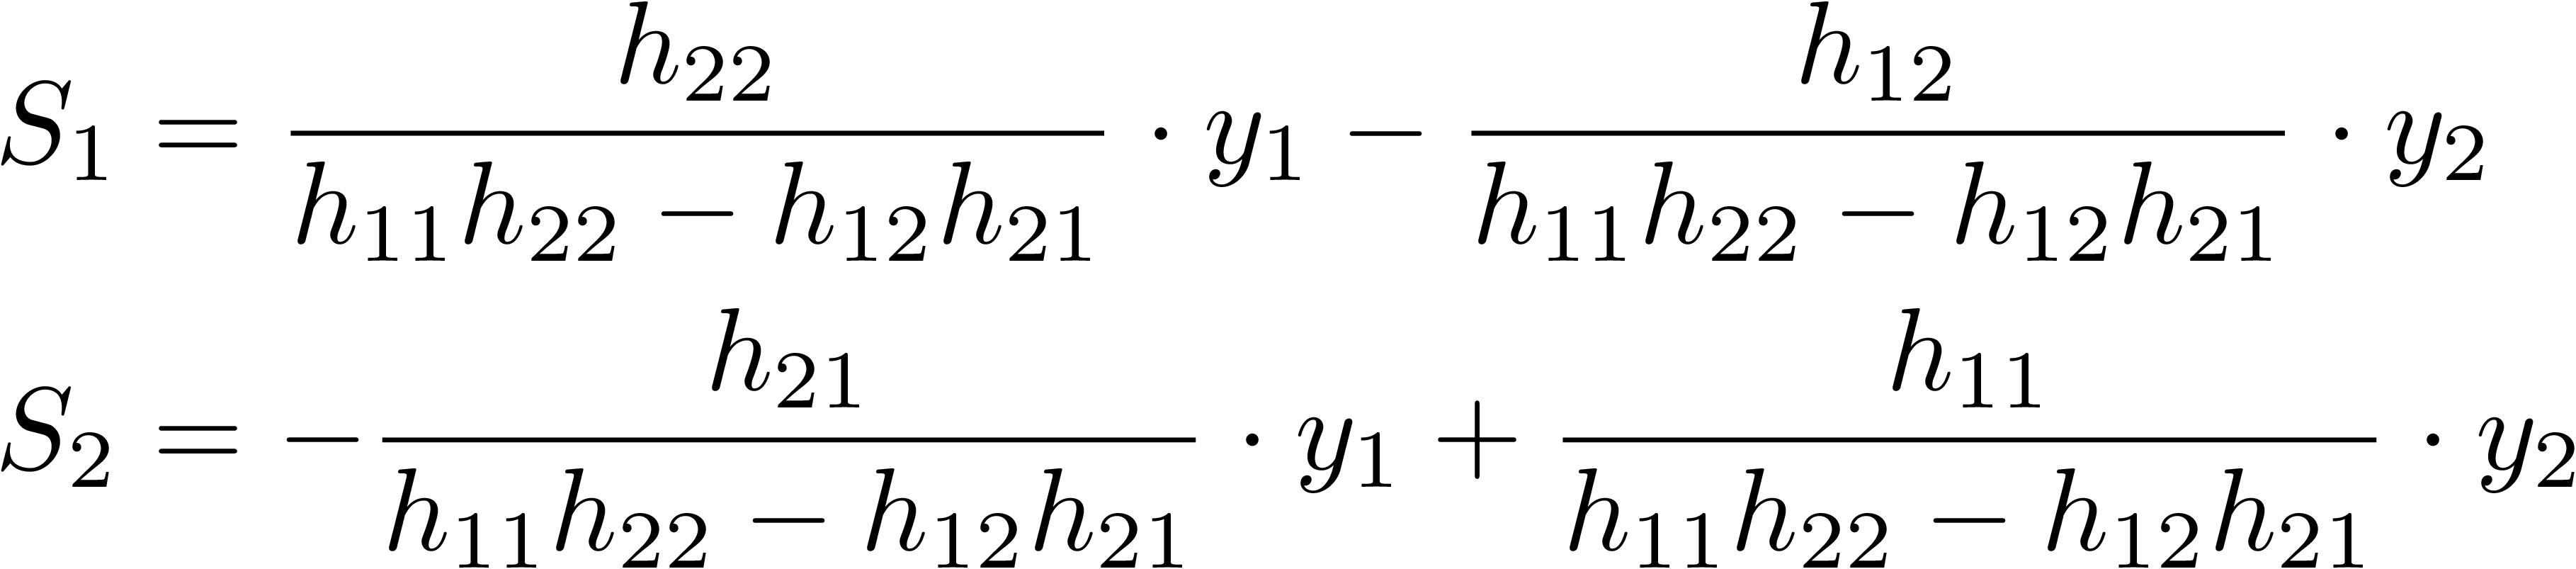 S_1 = \frac{h_{22}}{h_{11}h_{22} - h_{12}h_{21}} \cdot y_1 - \frac{h_{12}}{h_{11}h_{22} - h_{12}h_{21}} \cdot y_2
S_2 = -\frac{h_{21}}{h_{11}h_{22} - h_{12}h_{21}} \cdot y_1 + \frac{h_{11}}{h_{11}h_{22} - h_{12}h_{21}} \cdot y_2